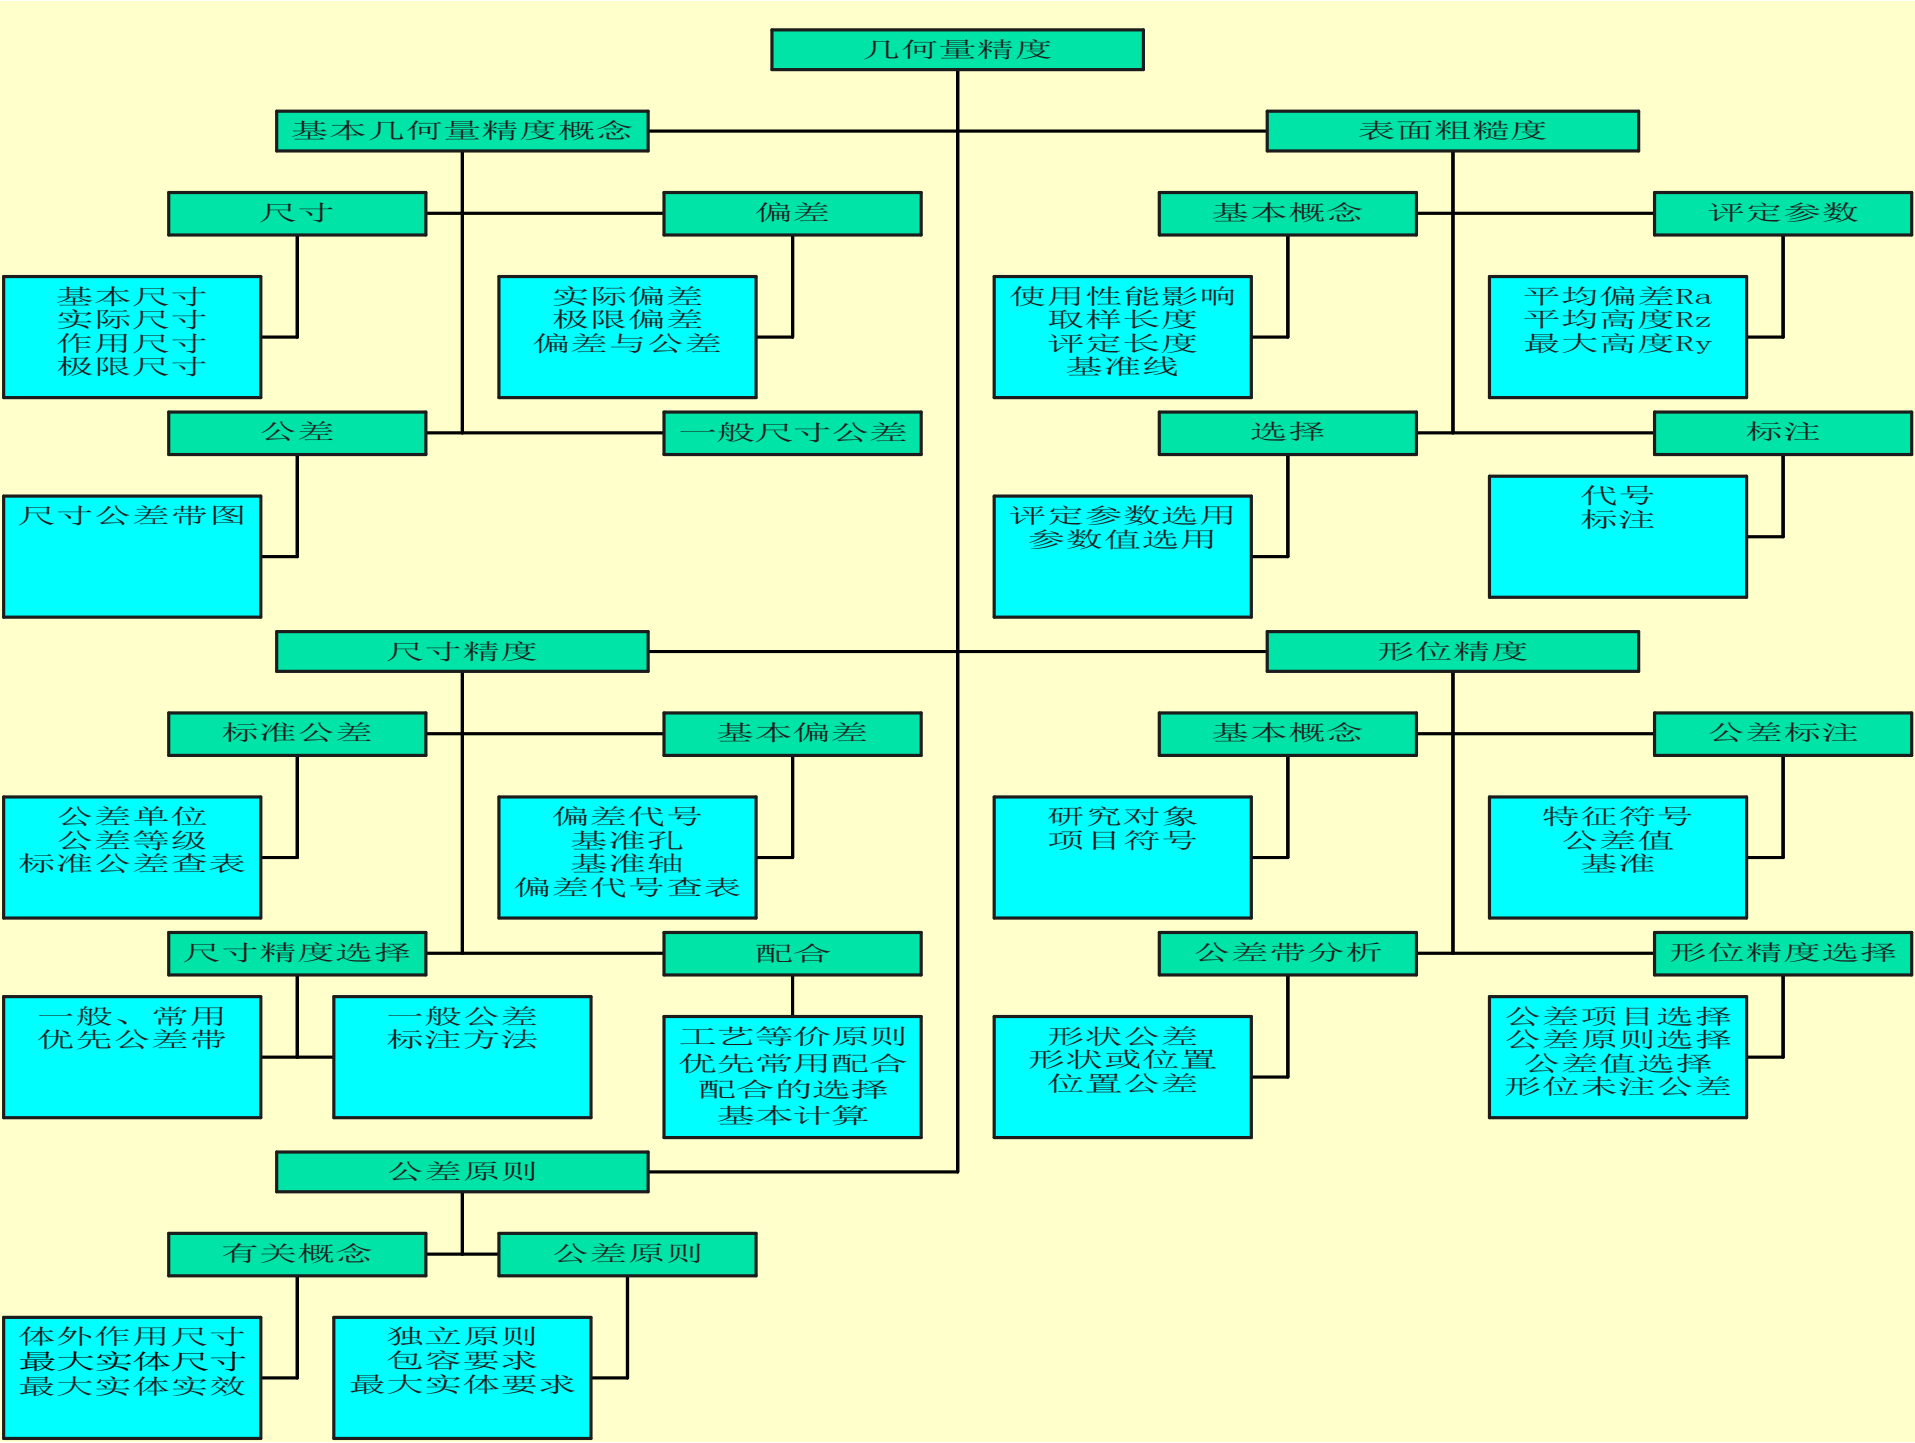 几何量精度
基本几何量精度概念
表面粗糙度
尺寸
偏差
基本概念
评定参数
基本尺寸
实际尺寸
作用尺寸
极限尺寸
实际偏差
极限偏差
偏差与公差
使用性能影响
取样长度
评定长度
基准线
平均偏差Ra
平均高度Rz
最大高度Ry
公差
一般尺寸公差
选择
标注
尺寸公差带图
评定参数选用
参数值选用
代号
标注
尺寸精度
形位精度
标准公差
基本偏差
基本概念
公差标注
公差单位
公差等级
标准公差查表
偏差代号
基准孔
基准轴
偏差代号查表
研究对象
项目符号
特征符号
公差值
基准
尺寸精度选择
配合
公差带分析
形位精度选择
一般、常用
优先公差带
一般公差
标注方法
工艺等价原则
优先常用配合
配合的选择
基本计算
形状公差
形状或位置
位置公差
公差项目选择
公差原则选择
公差值选择
形位未注公差
公差原则
有关概念
公差原则
体外作用尺寸
最大实体尺寸
最大实体实效
独立原则
包容要求
最大实体要求